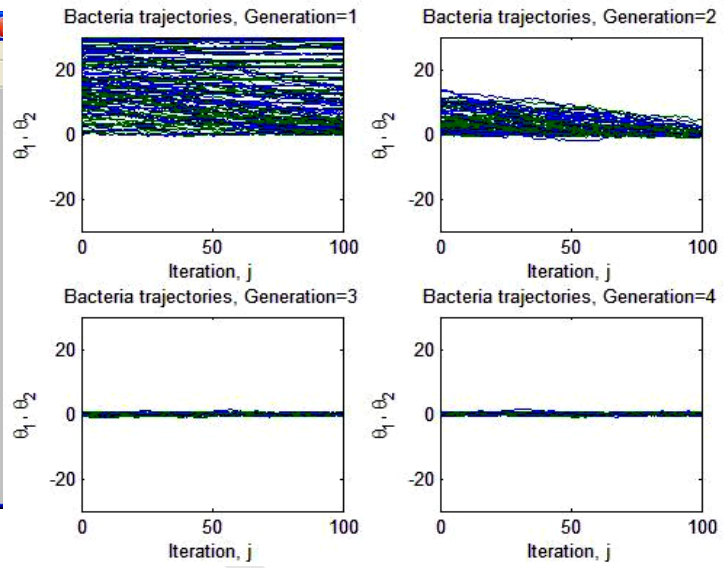 Bacteria trajectories, Generation=1
20
0
-20
θ1, θ2
0 50 100
Iteration, j
Bacteria trajectories, Generation=2
20
0
-20
θ1, θ2
0 50 100
Iteration, j
Bacteria trajectories, Generation=3
20
0
-20
θ1, θ2
0 50 100
Iteration, j
Bacteria trajectories, Generation=4
20
0
-20
θ1, θ2
0 50 100
Iteration, j